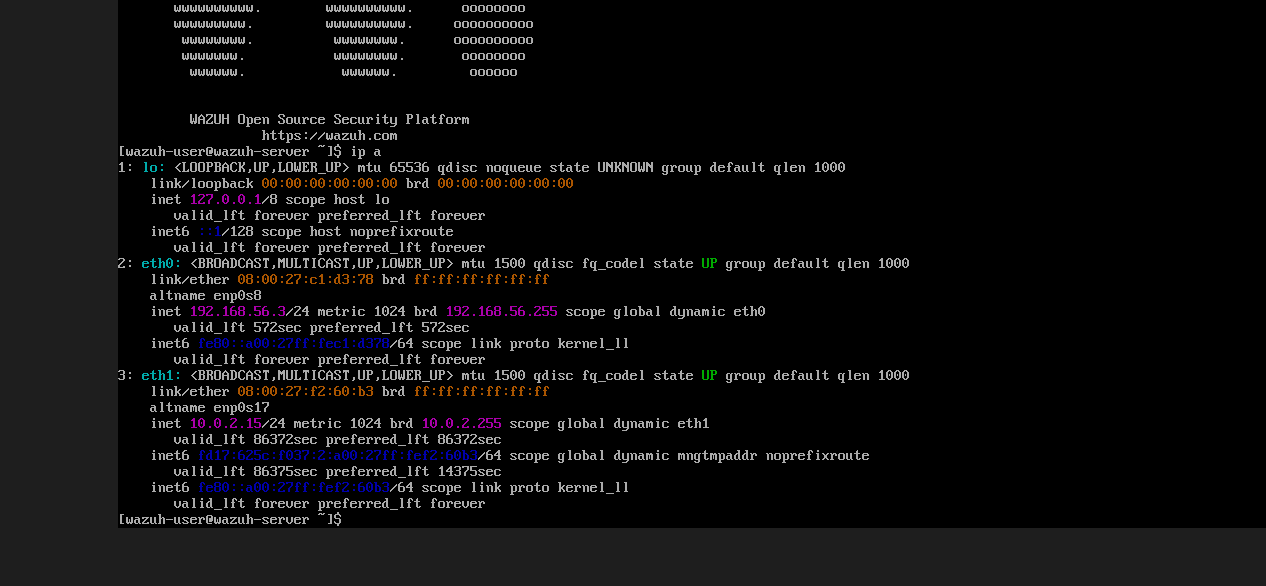 wwwwwwwwww. wwwwwwwwww. oooooooo
wwwwwwwww. wwwwwwwwww. oooooooooo
wwwwwwww. wwwwwwww. oooooooooo
wwwwwww. wwwwwwww. oooooooo
wwwwww. wwwwww. oooooo
WAZUH Open Source Security Platform
https://wazuh.com
[wazuh-user@wazuh-server ~]$ ip a
1: lo: <LOOPBACK,UP,LOWER_UP> mtu 65536 qdisc noqueue state UNKNOWN group default qlen 1000
link/loopback 00:00:00:00:00:00 brd 00:00:00:00:00:00
inet 127.0.0.1/8 scope host lo
valid_lft forever preferred_lft forever
inet6 ::1/128 scope host noprefixroute
valid_lft forever preferred_lft forever
2: eth0: <BROADCAST,MULTICAST,UP,LOWER_UP> mtu 1500 qdisc fq_codel state UP group default qlen 1000
link/ether 08:00:27:c1:d3:78 brd ff:ff:ff:ff:ff:ff
altname enp0s8
inet 192.168.56.3/24 metric 1024 brd 192.168.56.255 scope global dynamic eth0
valid_lft 572sec preferred_lft 572sec
inet6 fe80::a00:27ff:fec1:d378/64 scope link proto kernel_ll
valid_lft forever preferred_lft forever
3: eth1: <BROADCAST,MULTICAST,UP,LOWER_UP> mtu 1500 qdisc fq_codel state UP group default qlen 1000
link/ether 08:00:27:f2:60:b3 brd ff:ff:ff:ff:ff:ff
altname enp0s17
inet 10.0.2.15/24 metric 1024 brd 10.0.2.255 scope global dynamic eth1
valid_lft 86372sec preferred_lft 86372sec
inet6 fd17:625c:f037:2:a00:27ff:fef2:60b3/64 scope global dynamic mngtmpaddr noprefixroute
valid_lft 86375sec preferred_lft 14375sec
inet6 fe80::a00:27ff:fef2:60b3/64 scope link proto kernel_ll
valid_lft forever preferred_lft forever
[wazuh-user@wazuh-server ~]$